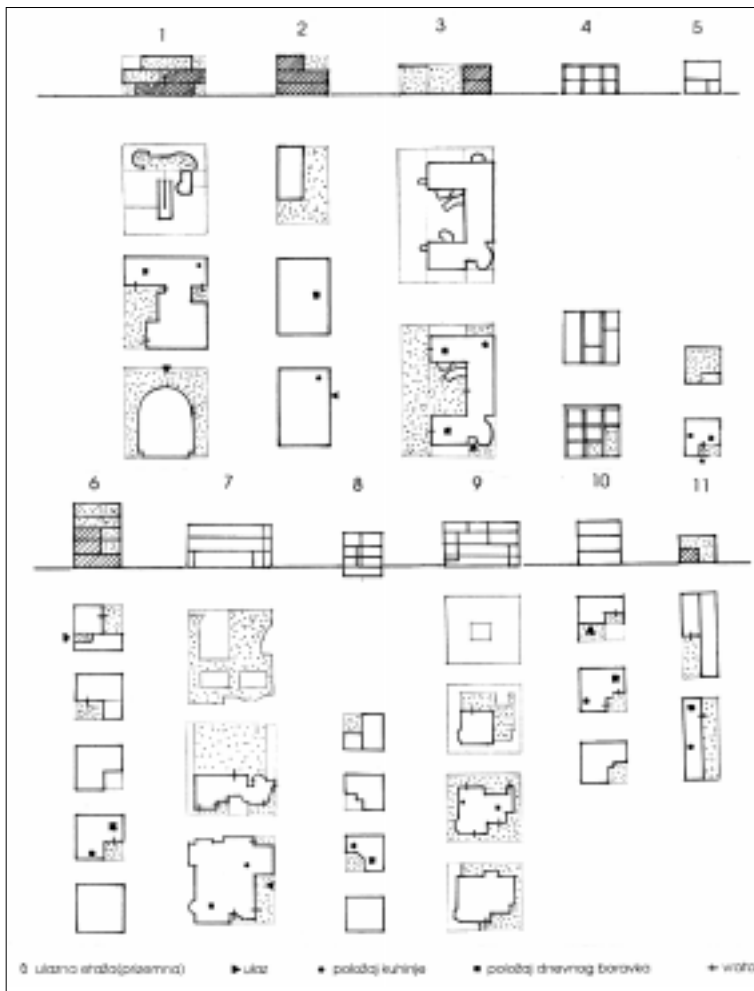 1 2 3 4 5
6 7 8 9 10 11
ulazna etaža(prizemna) ulaz položaj kuhinje položaj dnevnog boravka vrata